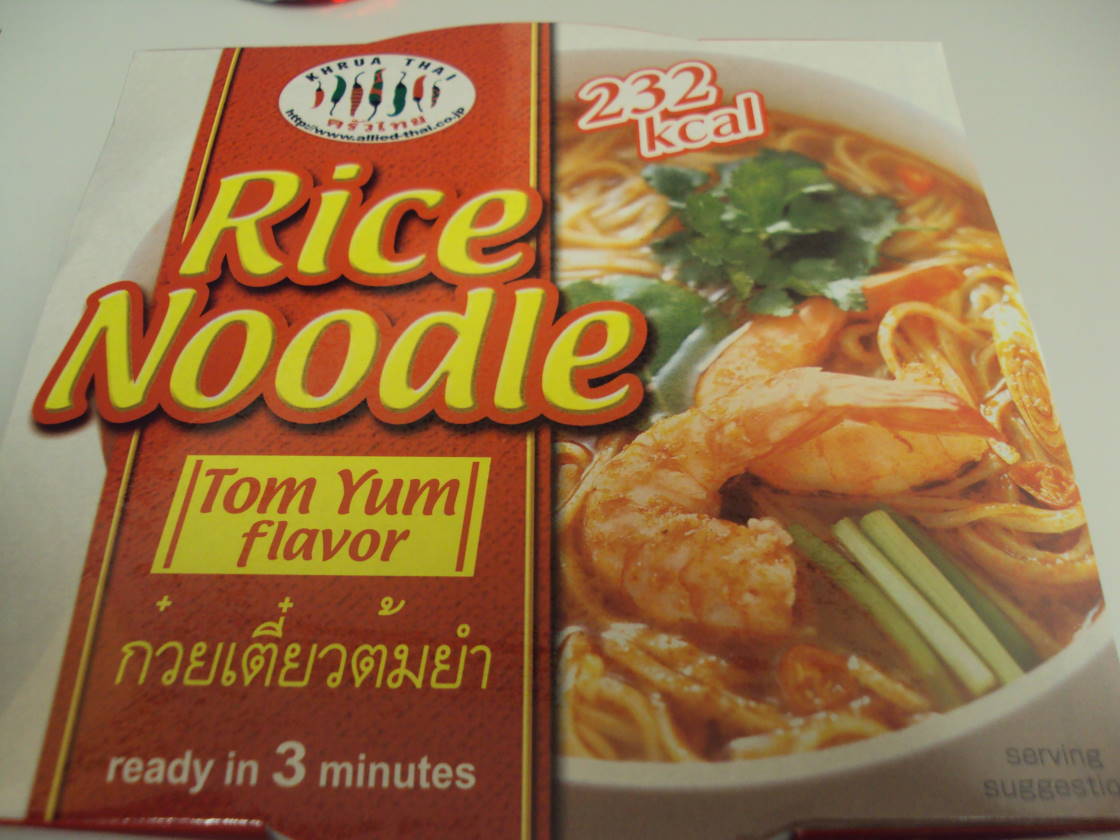 KHRUA THAI
ครัวไทย
http://www.allied-thai.co.jp
232
kcal
Rice
Noodle
Tom Yum
flavor
ก๋วยเตี๋ยวต้มยำ
ready in 3 minutes
serving
suggestio